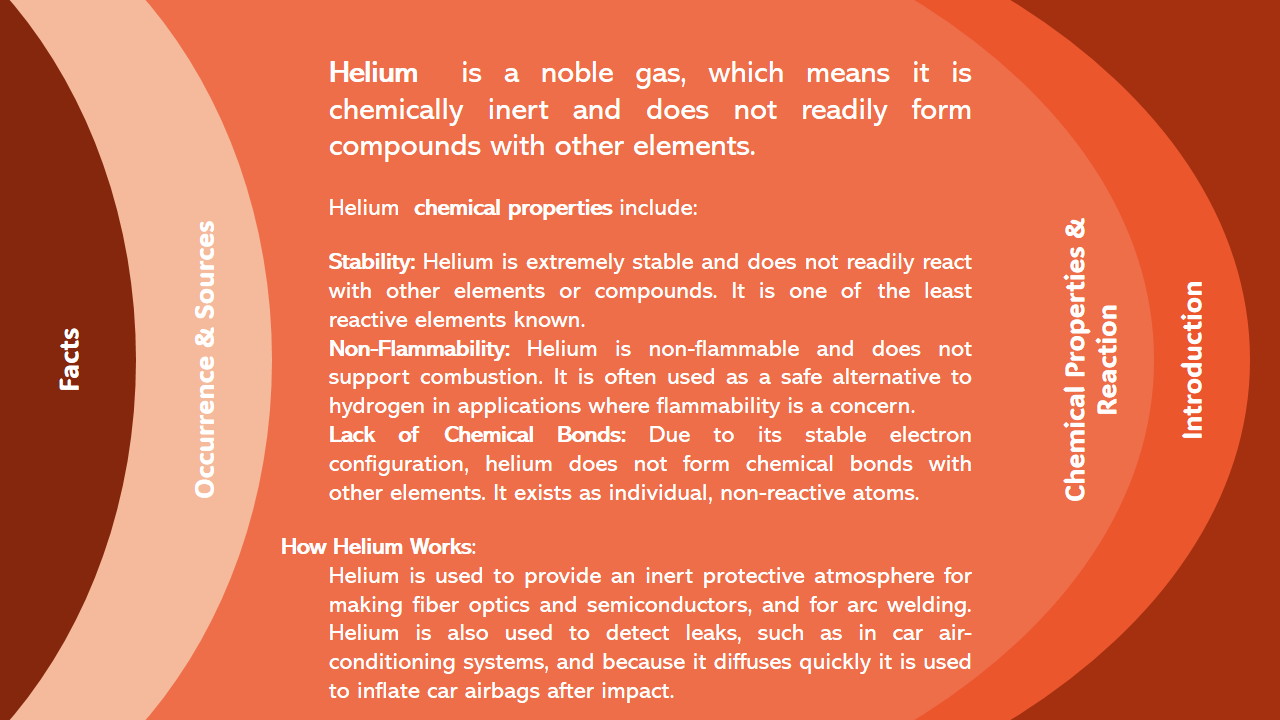 Facts
Occurrence & Sources
Helium is a noble gas, which means it is
chemically inert and does not readily form
compounds with other elements.
Helium chemical properties include:
Stability: Helium is extremely stable and does not readily react
with other elements or compounds. It is one of the least
reactive elements known.
Non-Flammability: Helium is non-flammable and does not
support combustion. It is often used as a safe alternative to
hydrogen in applications where flammability is a concern.
Lack of Chemical Bonds: Due to its stable electron
configuration, helium does not form chemical bonds with
other elements. It exists as individual, non-reactive atoms.
How Helium Works:
Helium is used to provide an inert protective atmosphere for
making fiber optics and semiconductors, and for arc welding.
Helium is also used to detect leaks, such as in car air-
conditioning systems, and because it diffuses quickly it is used
to inflate car airbags after impact.
Chemical Properties &
Reaction
Introduction